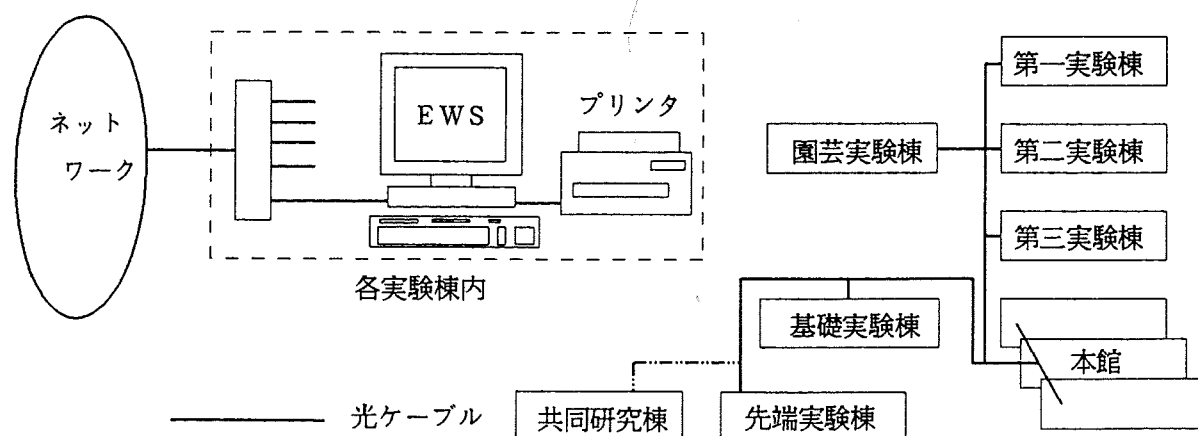 ネット
ワーク
EWS
プリンタ
各実験棟内
園芸実験棟
第一実験棟
第二実験棟
第三実験棟
基礎実験棟
本館
光ケーブル
共同研究棟
先端実験棟